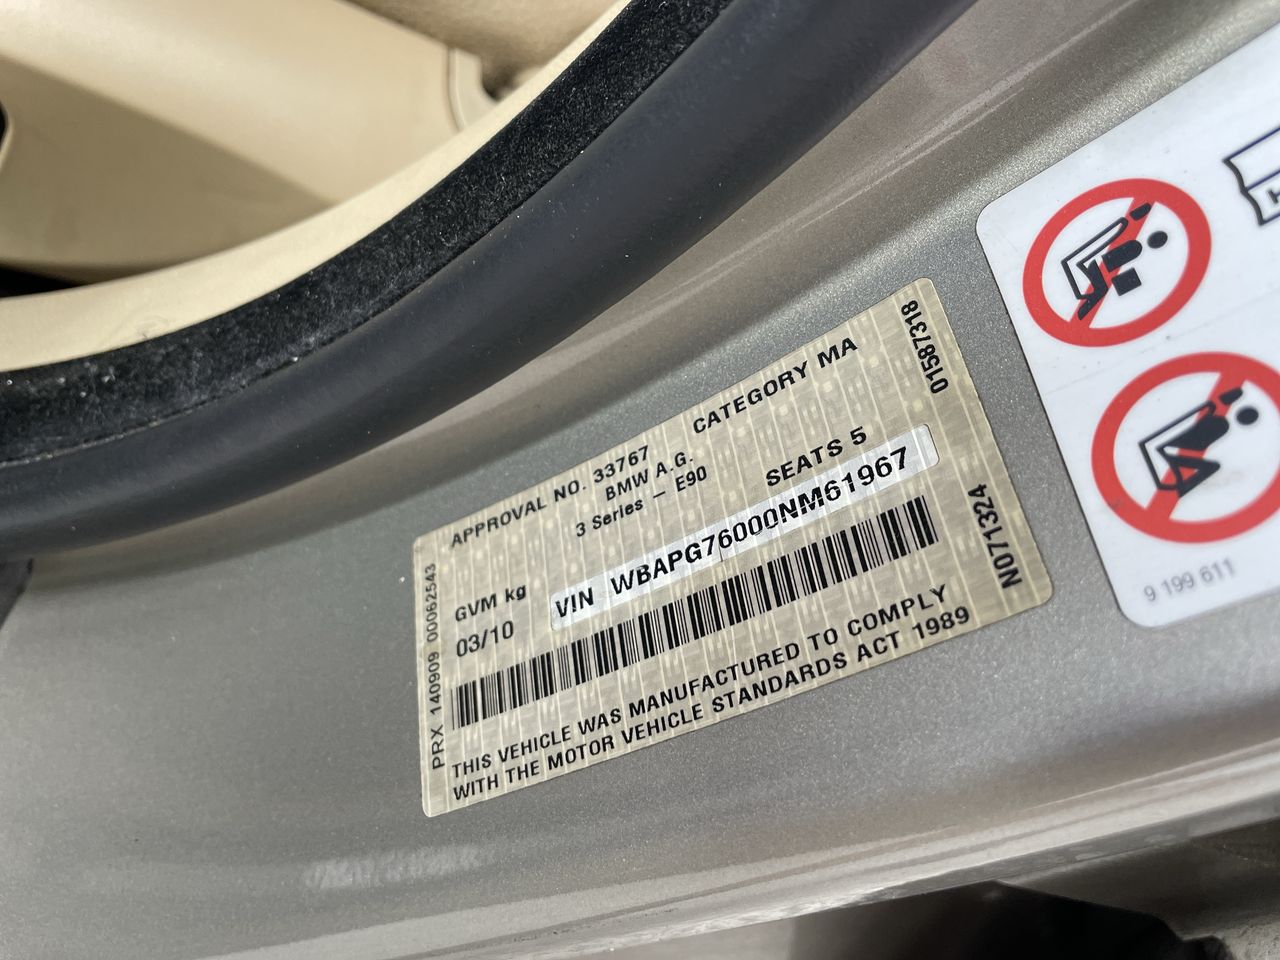 APPROVAL NO. 33767
CATEGORY MA
BMW A.G.
3 Series – E90
SEATS 5
GVM kg
03/10
VIN WBAPG76000NM61967
THIS VEHICLE WAS MANUFACTURED TO COMPLY
WITH THE MOTOR VEHICLE STANDARDS ACT 1989
PRX 140909 00062543
01587318
N071324
9 199 611